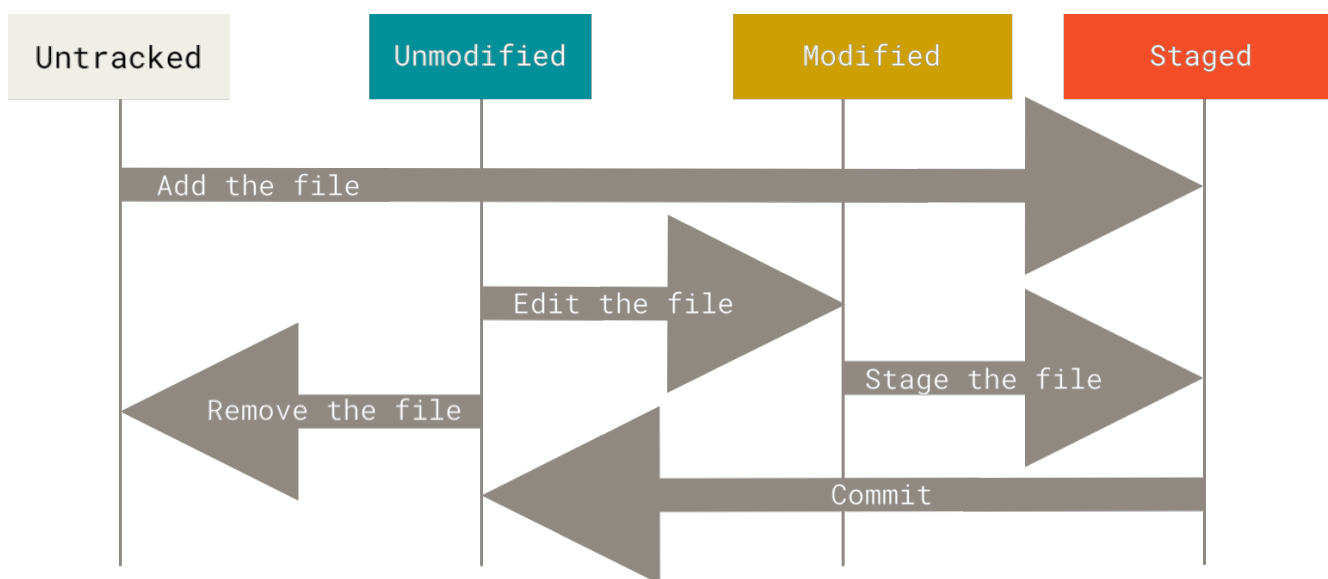 Untracked
Unmodified
Modified
Staged
Add the file
Edit the file
Stage the file
Remove the file
Commit